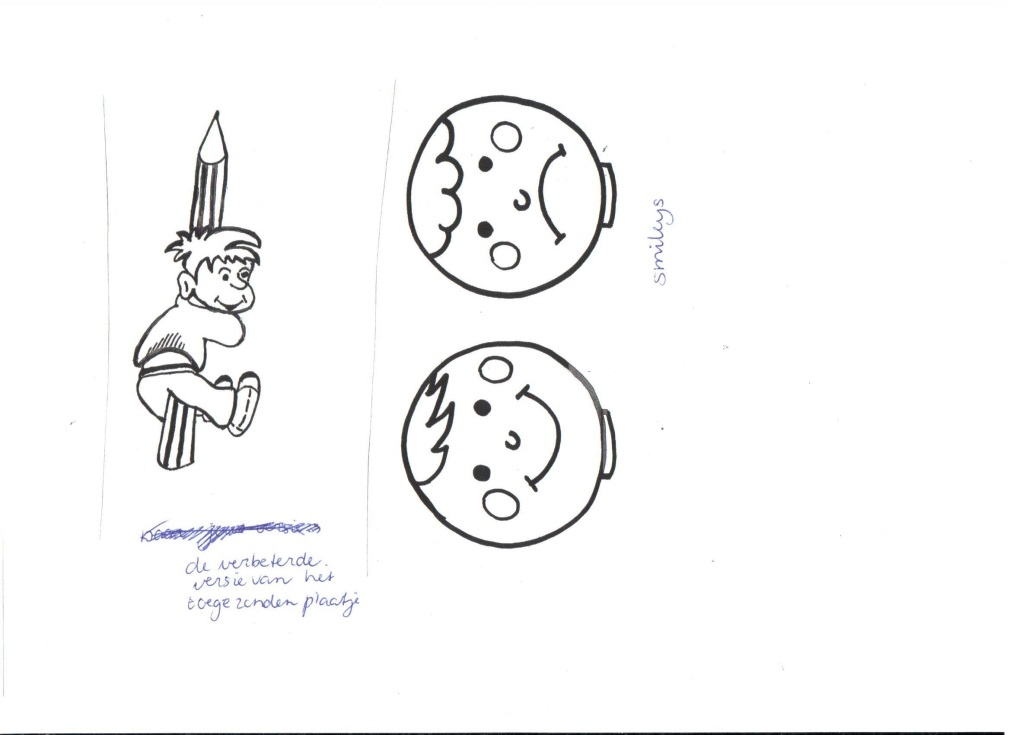 de verbeterde.
versie van het
toegezonden plaatje
smileys